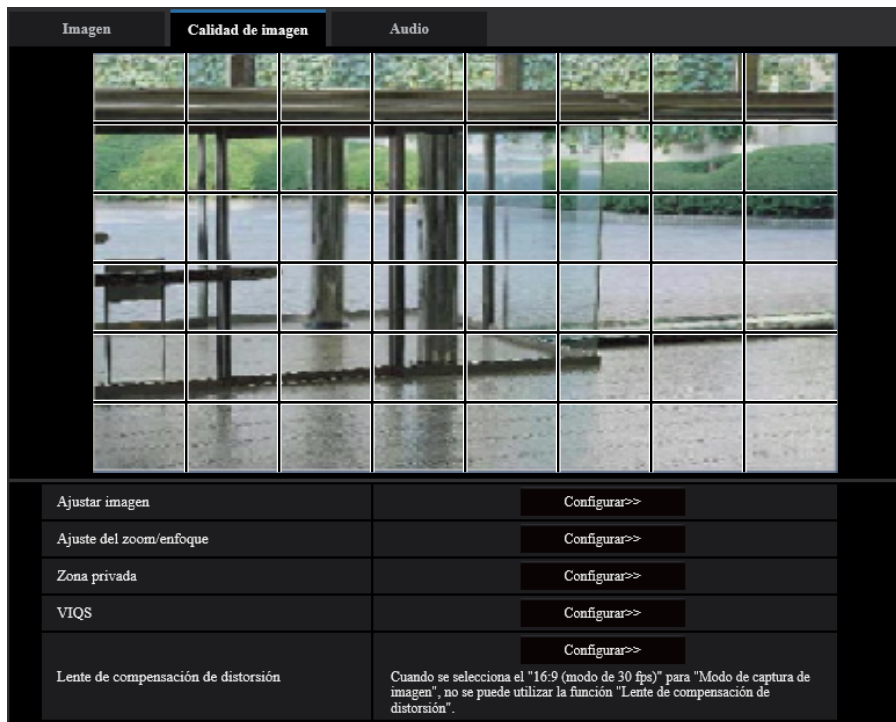 Imagen
Calidad de imagen
Audio
Ajustar imagen
Configurar>>
Ajuste del zoom/enfoque
Configurar>>
Zona privada
Configurar>>
VIQS
Configurar>>
Lente de compensación de distorsión
Configurar>>
Cuando se selecciona el "16:9 (modo de 30 fps)" para "Modo de captura de
imagen", no se puede utilizar la función "Lente de compensación de
distorsión".